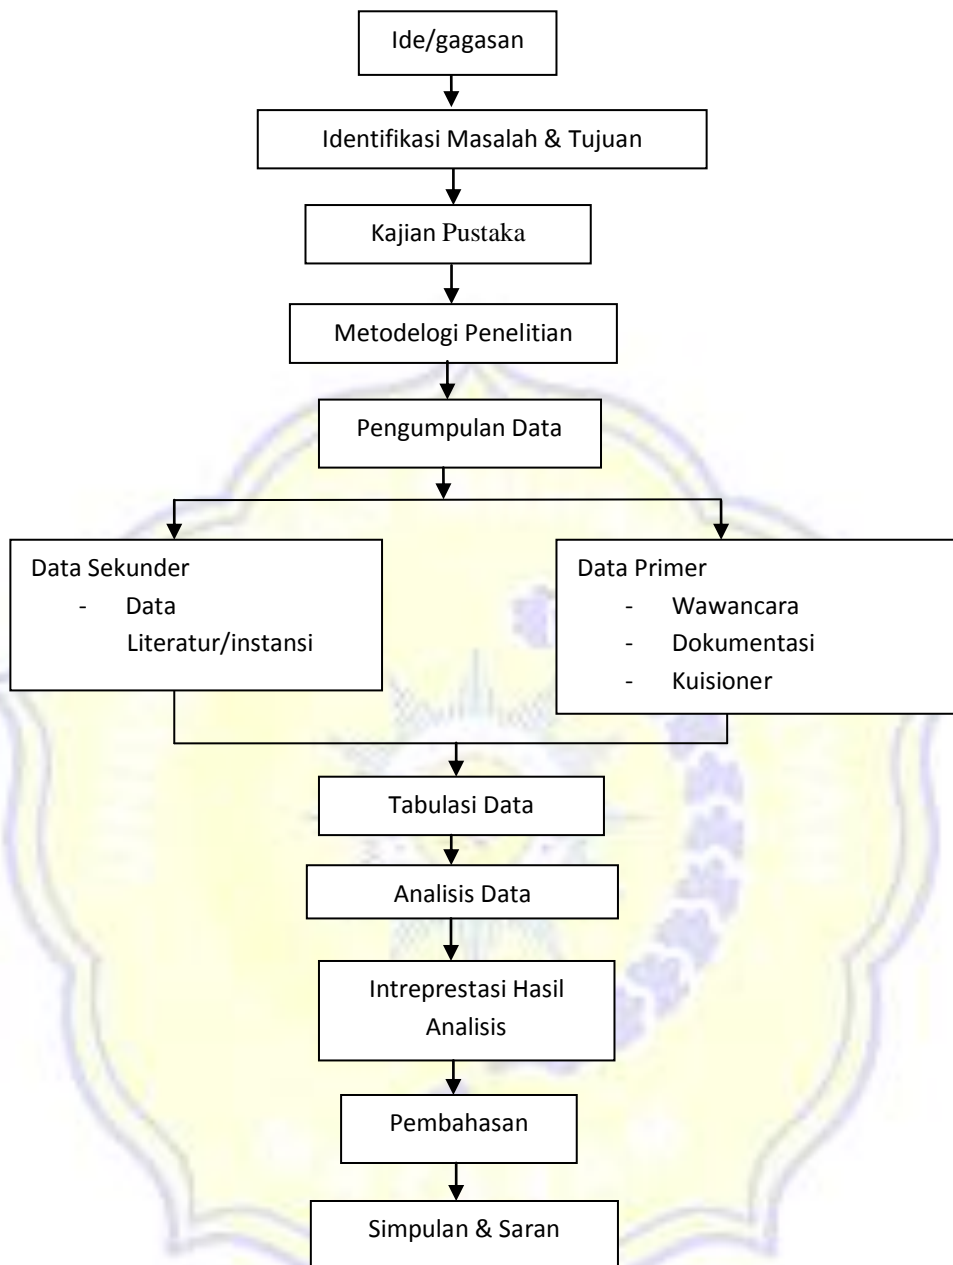 Ide/gagasan
Identifikasi Masalah & Tujuan
Kajian Pustaka
Metodelogi Penelitian
Pengumpulan Data
Data Sekunder
- Data
Literatur/instansi
Data Primer
- Wawancara
- Dokumentasi
- Kuisioner
Tabulasi Data
Analisis Data
Intreprestasi Hasil
Analisis
Pembahasan
Simpulan & Saran